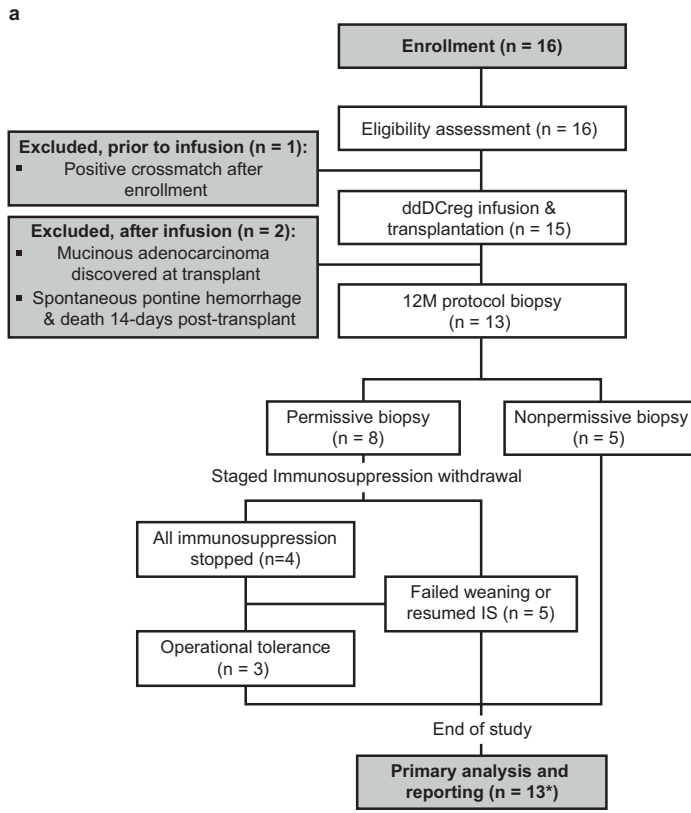 a
Enrollment (n = 16)
Eligibility assessment (n = 16)
Excluded, prior to infusion (n = 1):
▪ Positive crossmatch after
enrollment
ddDCreg infusion &
transplantation (n = 15)
Excluded, after infusion (n = 2):
▪ Mucinous adenocarcinoma
discovered at transplant
▪ Spontaneous pontine hemorrhage
& death 14-days post-transplant
12M protocol biopsy
(n = 13)
Permissive biopsy
(n = 8)
Nonpermissive biopsy
(n = 5)
Staged Immunosuppression withdrawal
All immunosuppression
stopped (n=4)
Failed weaning or
resumed IS (n = 5)
Operational tolerance
(n = 3)
End of study
Primary analysis and
reporting (n = 13*)